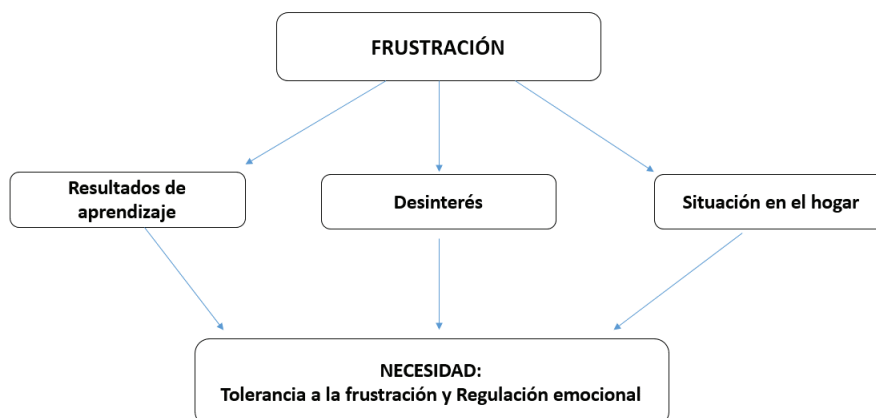 FRUSTRACIÓN
Resultados de
aprendizaje
Desinterés
Situación en el hogar
NECESIDAD:
Tolerancia a la frustración y Regulación emocional